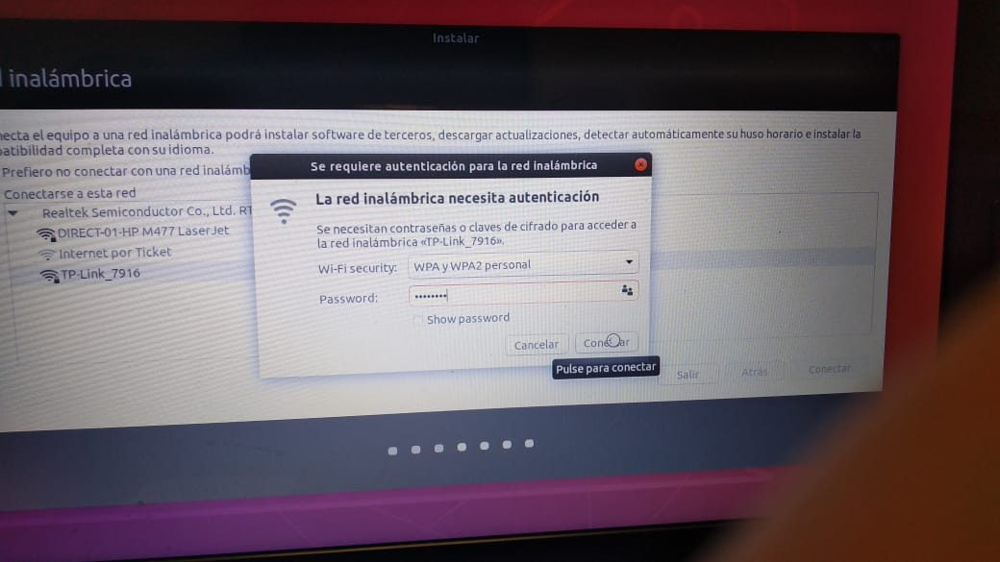 Instalar
inalámbrica
ecta el equipo a una red inalámbrica podrá instalar software de terceros, descargar actualizaciones, detectar automáticamente su huso horario e instalar la
patibilidad completa con su idioma.
Prefiero no conectar con una red inalámb
Conectarse a esta red
Realtek Semiconductor Co., Ltd. RT
DIRECT-01-HP M477 LaserJet
Internet por Ticket
TP-Link_7916
Se requiere autenticación para la red inalámbrica
La red inalámbrica necesita autenticación
Se necesitan contraseñas o claves de cifrado para acceder a
la red inalámbrica «TP-Link_7916».
Wi-Fi security: WPA y WPA2 personal
Password: ••••••••
Show password
Cancelar Conectar
Pulse para conectar
Salir Atrás Conectar